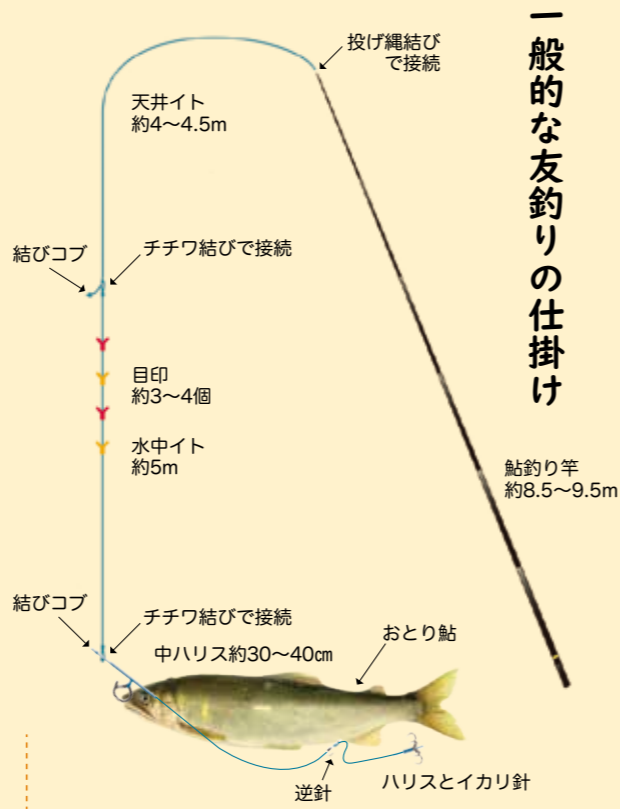 一般的な友釣りの仕掛け
投げ縄結び
で接続
天井イト
約4〜4.5m
結びコブ
チチワ結びで接続
目印
約3〜4個
水中イト
約5m
鮎釣り竿
約8.5〜9.5m
結びコブ
チチワ結びで接続
中ハリス約30〜40㎝
おとり鮎
逆針
ハリスとイカリ針